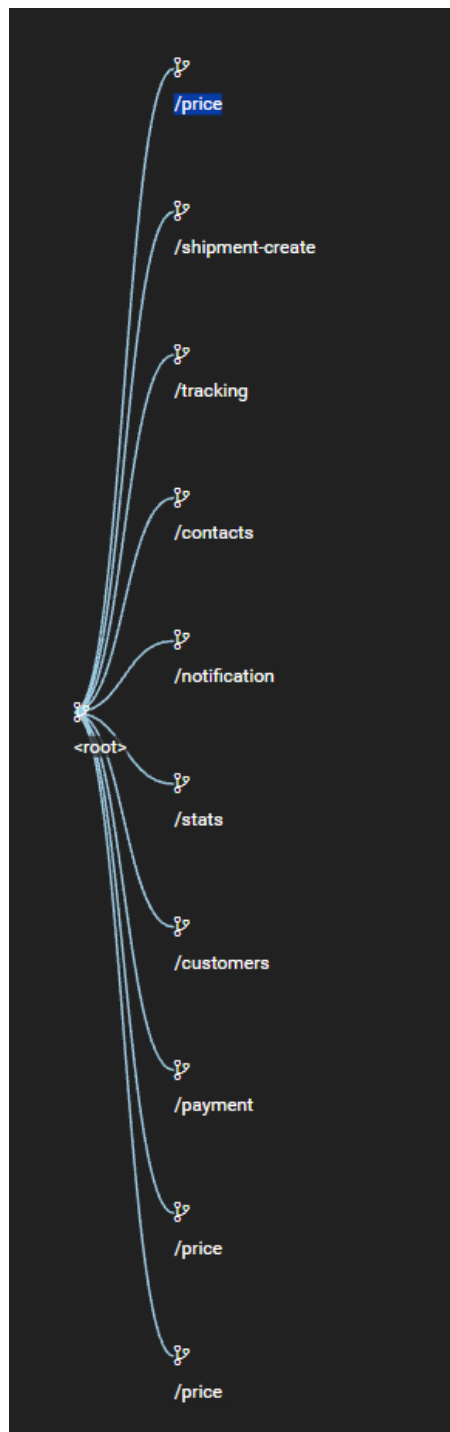 /price
/shipment-create
/tracking
/contacts
/notification
<root>
/stats
/customers
/payment
/price
/price